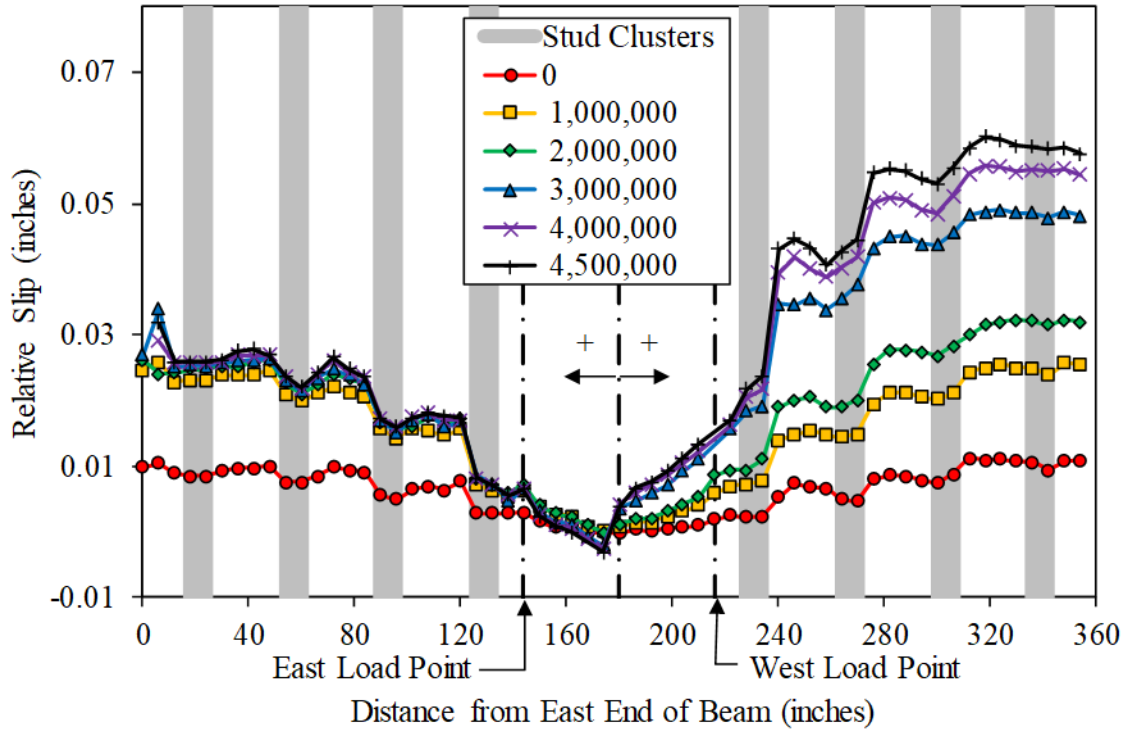 Stud Clusters
0
1,000,000
2,000,000
3,000,000
4,000,000
4,500,000
0.07
0.05
0.03
0.01
-0.01
Relative Slip (inches)
+ +
0 40 80 120 160 200 240 280 320 360
East Load Point West Load Point
Distance from East End of Beam (inches)